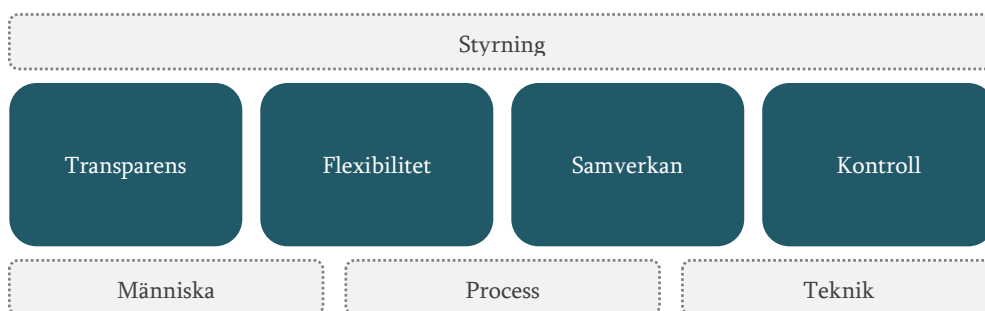 Styrning
Transparens Flexibilitet Samverkan Kontroll
Människa Process Teknik